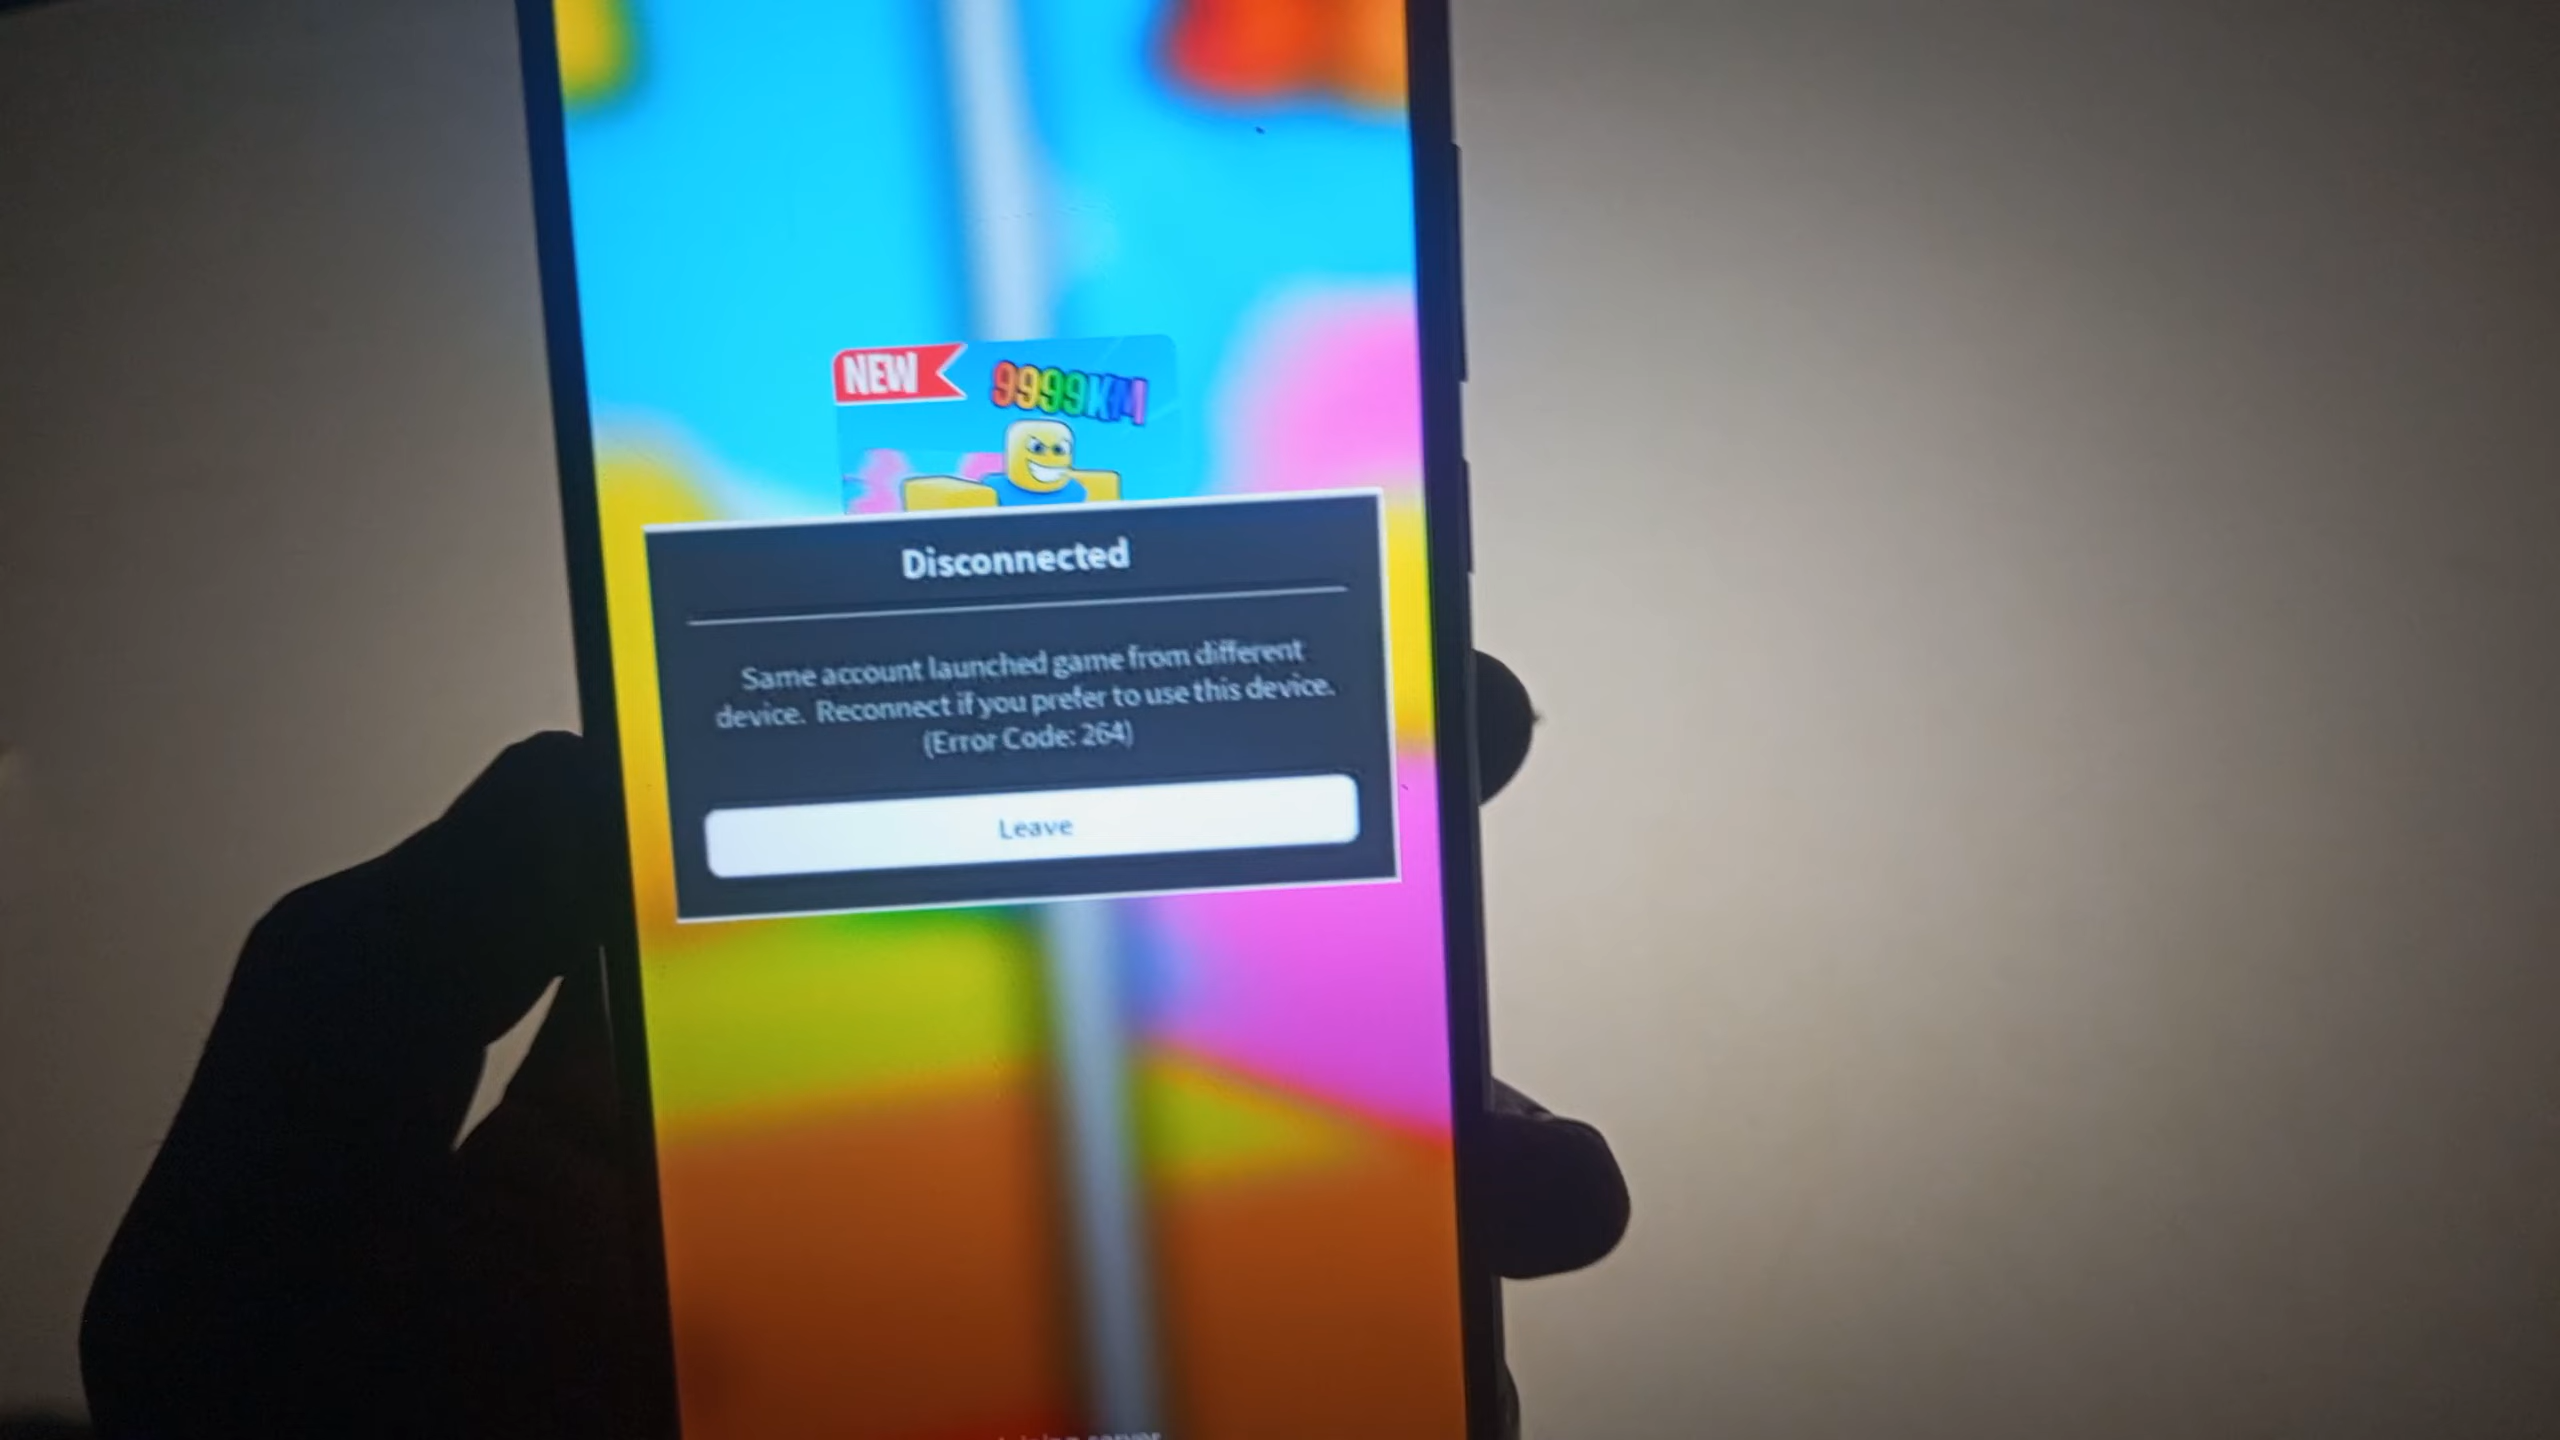 NEW
9999KM
Disconnected
Same account launched game from different
device. Reconnect if you prefer to use this device.
(Error Code: 264)
Leave
server